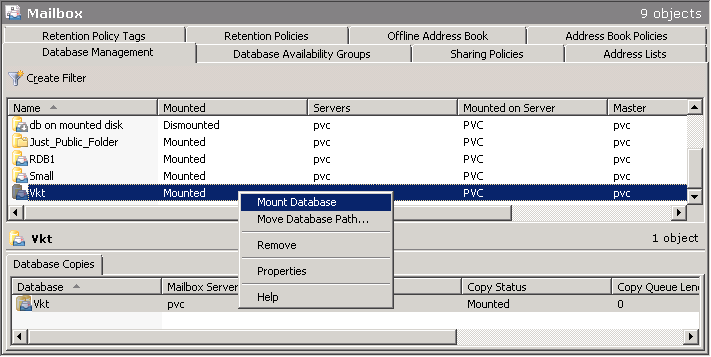 Mailbox 9 objects
Retention Policy Tags Retention Policies Offline Address Book Address Book Policies
Database Management Database Availability Groups Sharing Policies Address Lists
Create Filter
Name Mounted Servers Mounted on Server Master
db on mounted disk Dismounted pvc PVC pvc
Just_Public_Folder Mounted pvc PVC pvc
RDB1 Mounted pvc PVC pvc
Small Mounted pvc PVC pvc
Vkt Mounted PVC pvc
Mount Database
Move Database Path...
Remove
Properties
Help
Vkt 1 object
Database Copies
Database Mailbox Server Copy Status Copy Queue Len
Vkt pvc Mounted 0